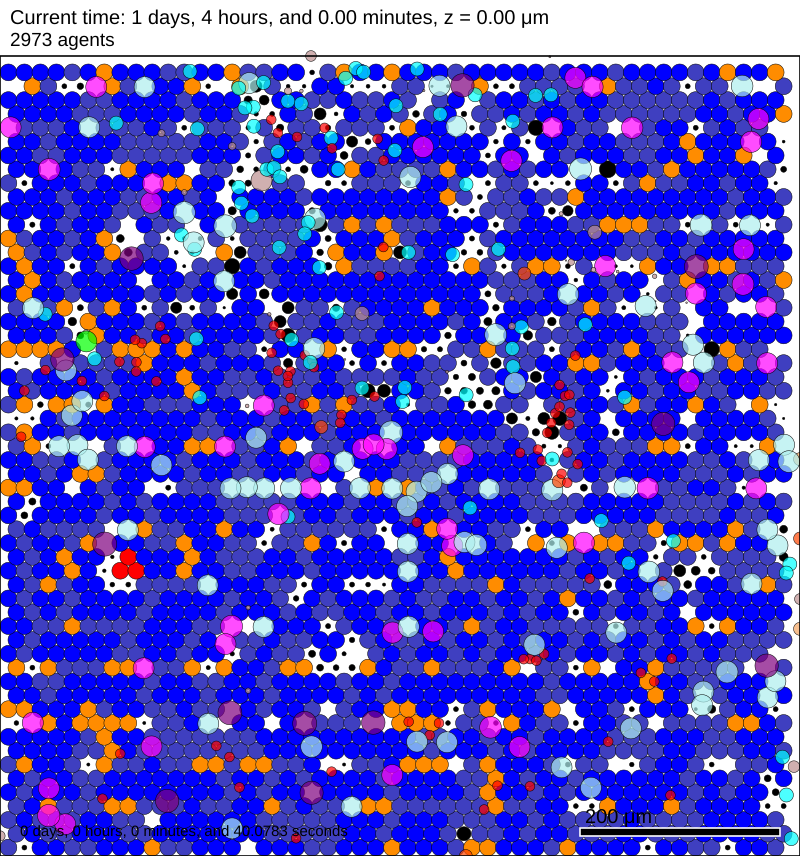 Current time: 1 days, 4 hours, and 0.00 minutes, z = 0.00 μm
2973 agents
200 μm
0 days, 0 hours, 0 minutes, and 40.0783 seconds